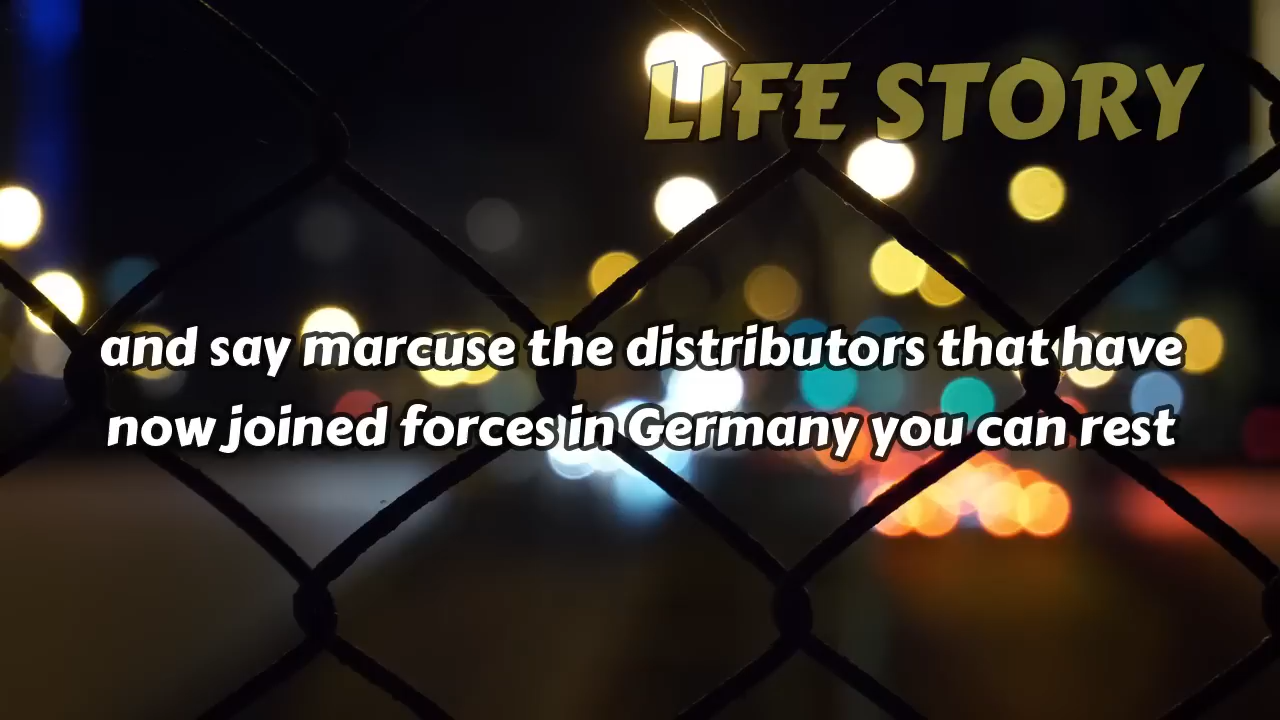 LIFE STORY
and say marcuse the distributors that have
now joined forces in Germany you can rest